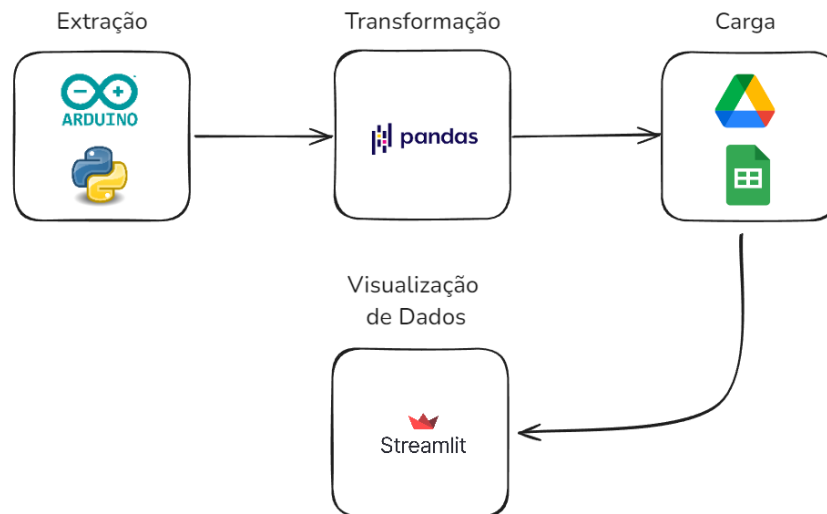 Extração
Transformação
Carga
ARDUINO
pandas
Visualização
de Dados
Streamlit